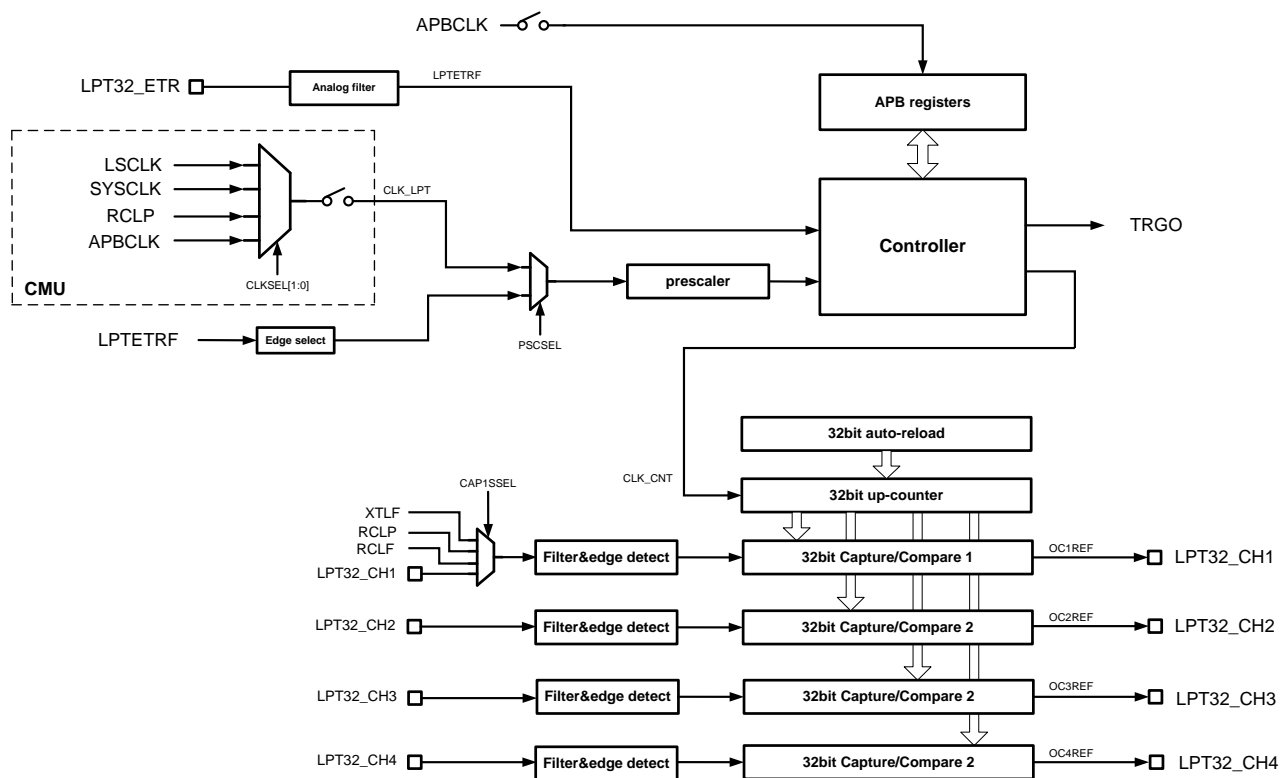 APBCLK
LPT32_ETR
Analog filter
LPTETRF
APB registers
LSCLK
SYSCLK
RCLP
APBCLK
CLK_LPT
CLKSEL[1:0]
CMU
Controller
TRGO
prescaler
LPTETRF
Edge select
PSCSEL
32bit auto-reload
CLK_CNT
32bit up-counter
CAP1SSEL
XTLF
RCLP
RCLF
LPT32_CH1
Filter&edge detect
32bit Capture/Compare 1
OC1REF
LPT32_CH1
LPT32_CH2
Filter&edge detect
32bit Capture/Compare 2
OC2REF
LPT32_CH2
LPT32_CH3
Filter&edge detect
32bit Capture/Compare 2
OC3REF
LPT32_CH3
LPT32_CH4
Filter&edge detect
32bit Capture/Compare 2
OC4REF
LPT32_CH4